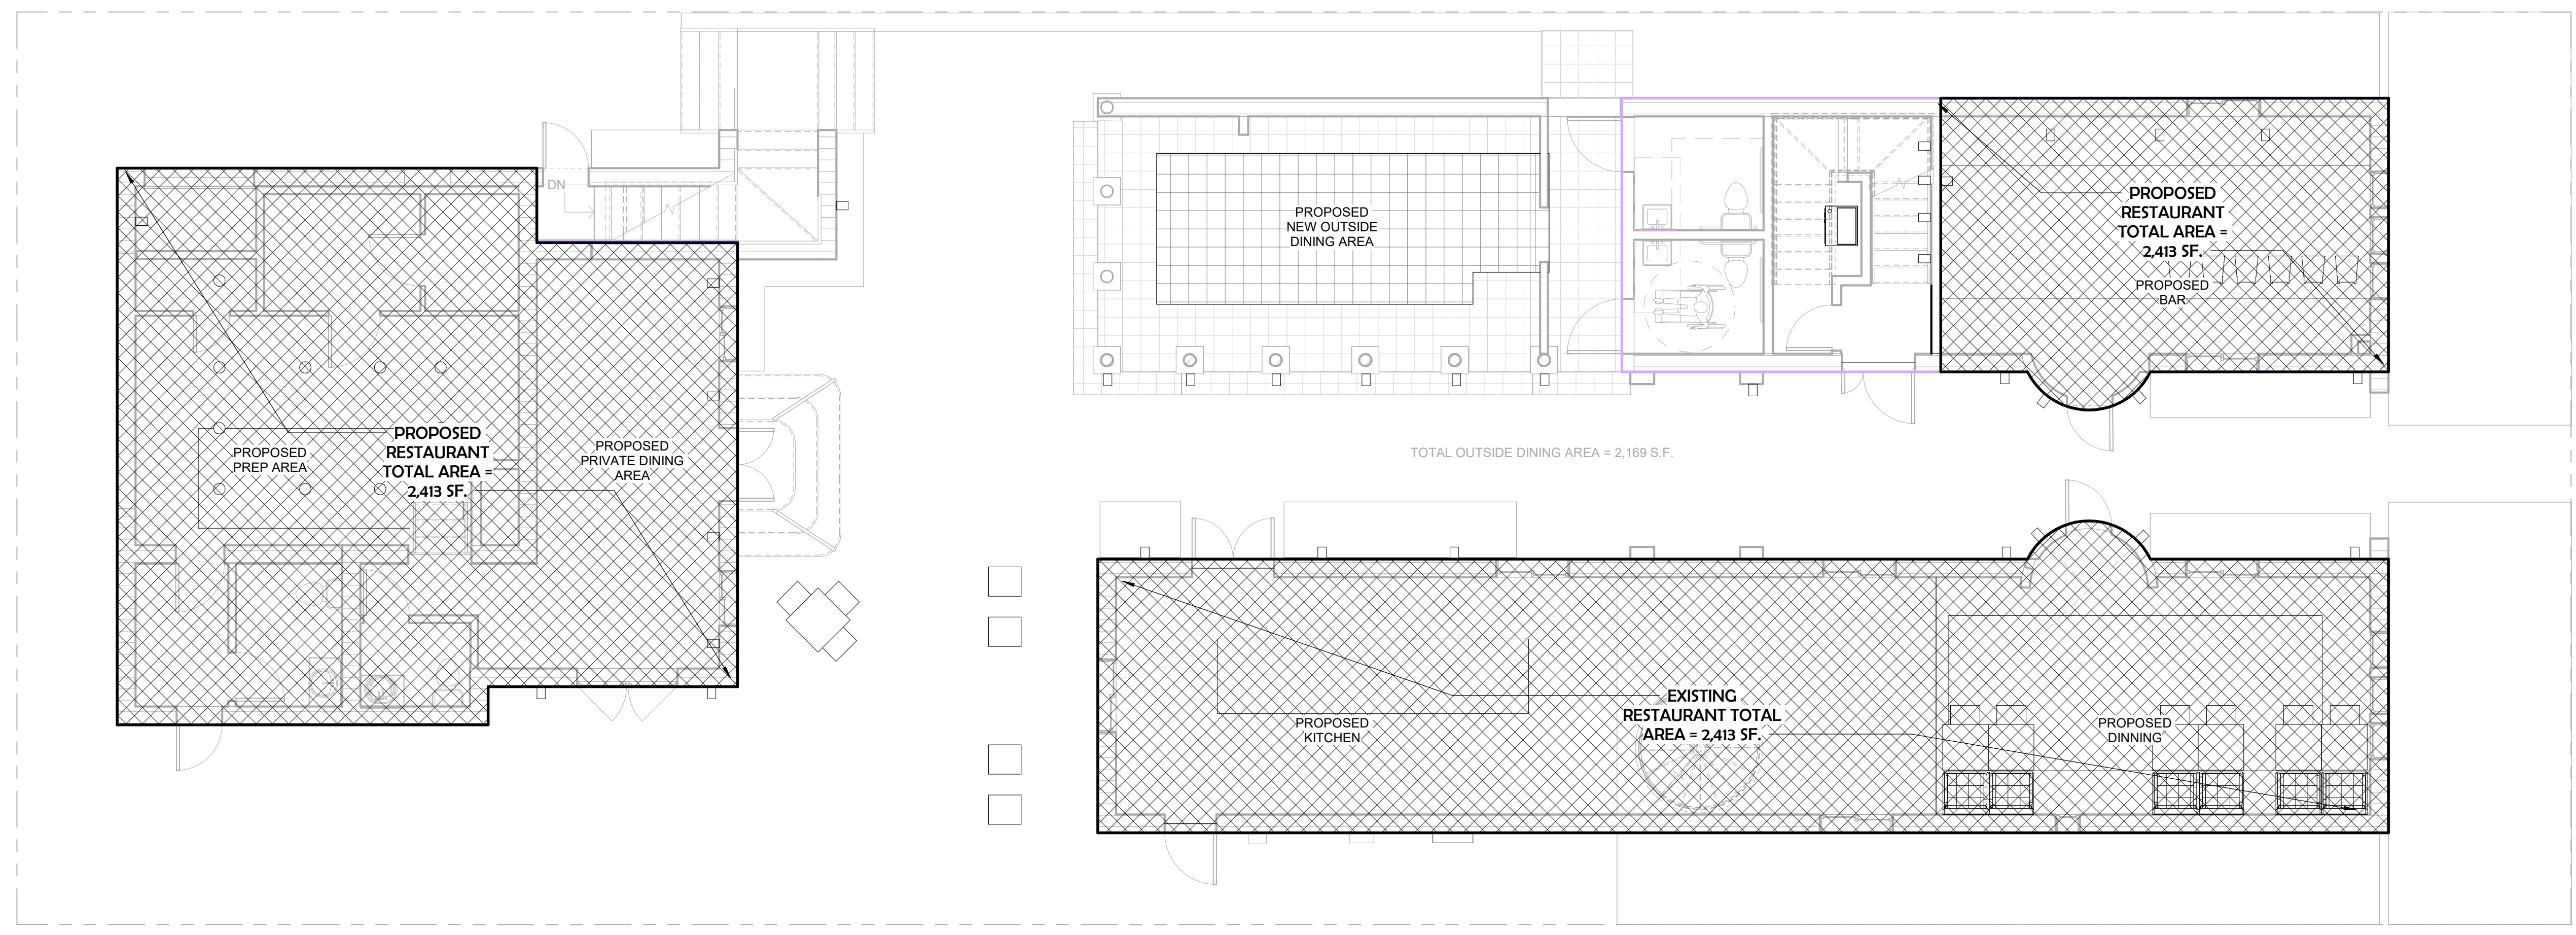 DN
PROPOSED
PREP AREA
PROPOSED
RESTAURANT
TOTAL AREA =
2,413 SF.
PROPOSED
PRIVATE DINING
AREA
PROPOSED
NEW OUTSIDE
DINING AREA
PROPOSED
RESTAURANT
TOTAL AREA =
2,413 SF.
PROPOSED
BAR
TOTAL OUTSIDE DINING AREA = 2,169 S.F.
PROPOSED
KITCHEN
EXISTING
RESTAURANT TOTAL
AREA = 2,413 SF.
PROPOSED
DINNING